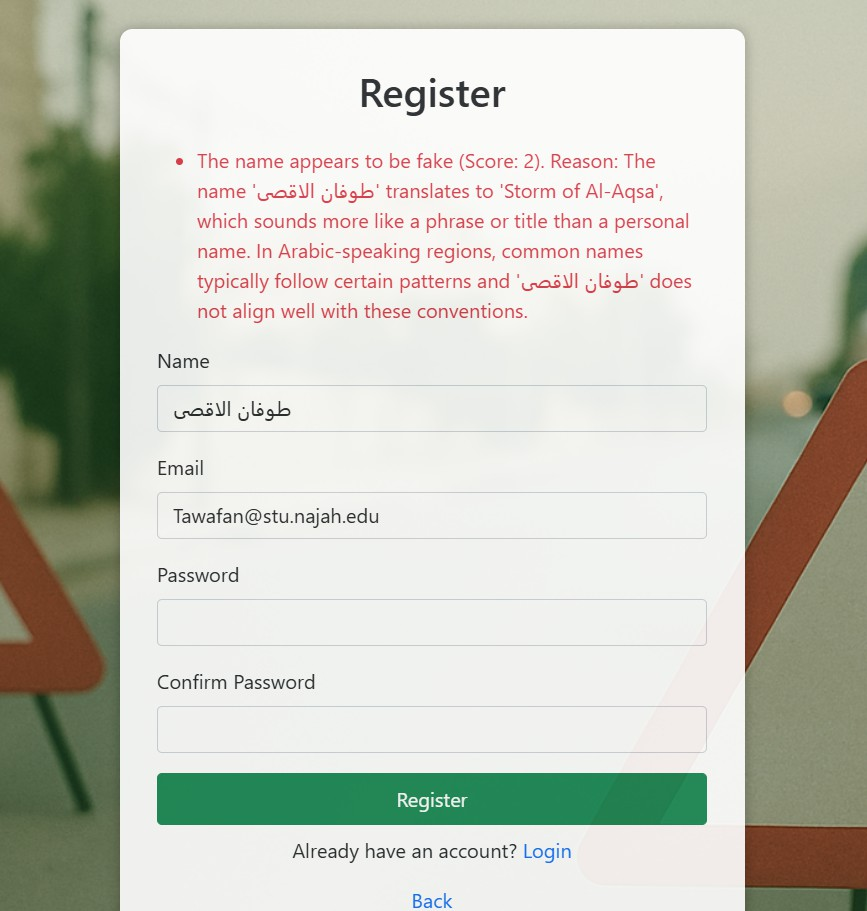 Register
The name appears to be fake (Score: 2). Reason: The
name 'طوفان الاقصى' translates to 'Storm of Al-Aqsa',
which sounds more like a phrase or title than a personal
name. In Arabic-speaking regions, common names
typically follow certain patterns and 'طوفان الاقصى' does
not align well with these conventions.
Name
طوفان الاقصى
Email
Tawafan@stu.najah.edu
Password
Confirm Password
Register
Already have an account? Login
Back